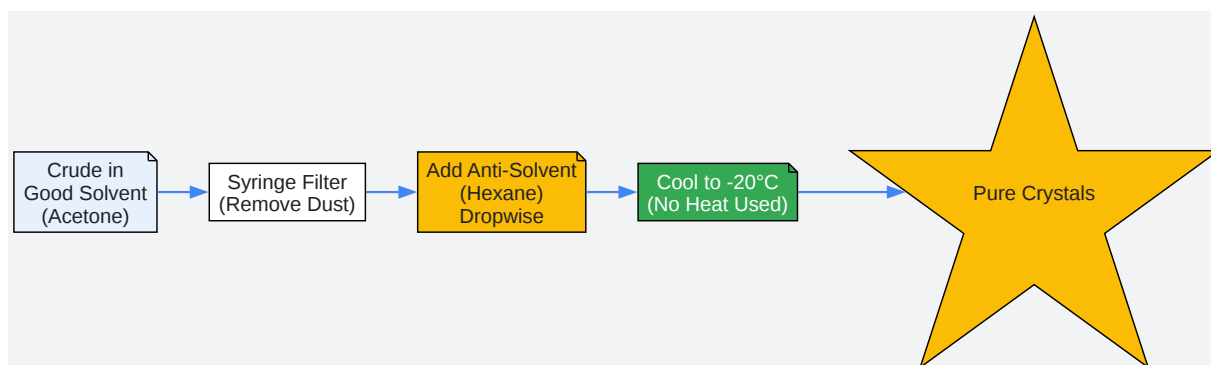 Crude in
Good Solvent
(Acetone)
Syringe Filter
(Remove Dust)
Add Anti-Solvent
(Hexane)
Dropwise
Cool to -20°C
(No Heat Used)
Pure Crystals